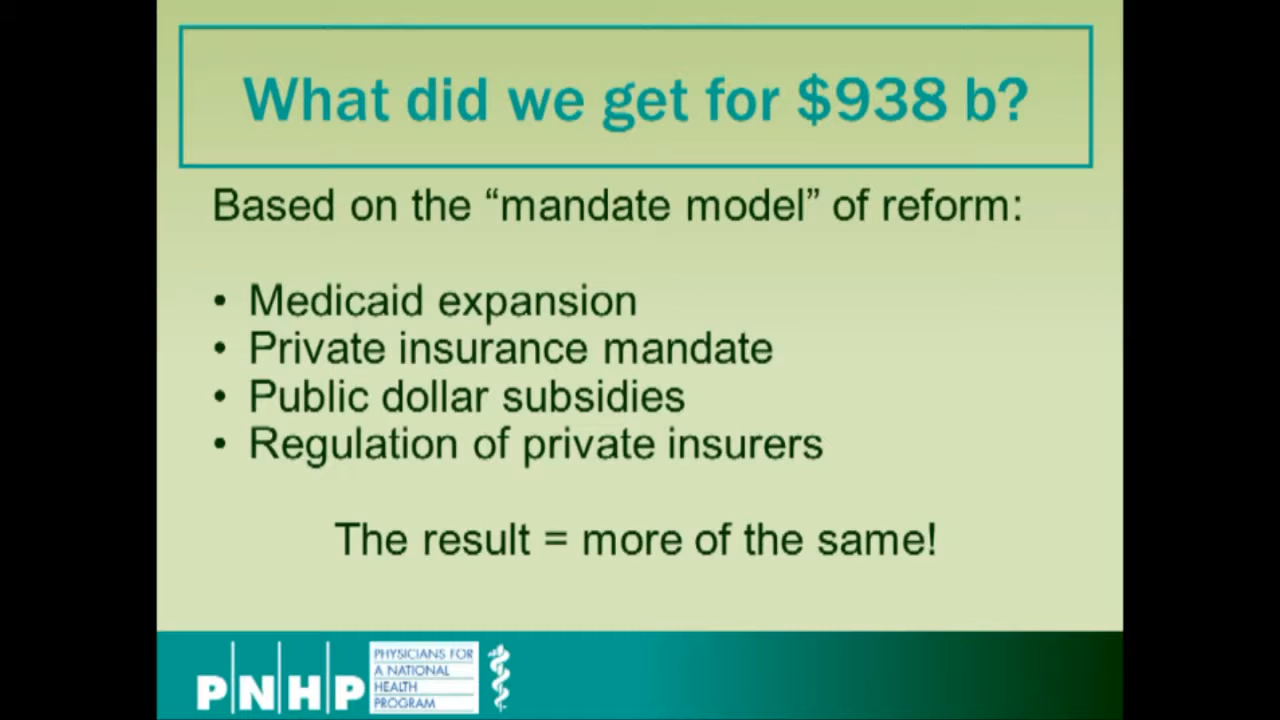 What did we get for $938 b?
Based on the “mandate model” of reform:
• Medicaid expansion
• Private insurance mandate
• Public dollar subsidies
• Regulation of private insurers
The result = more of the same!
PNHP
PHYSICIANS FOR
A NATIONAL
HEALTH
PROGRAM